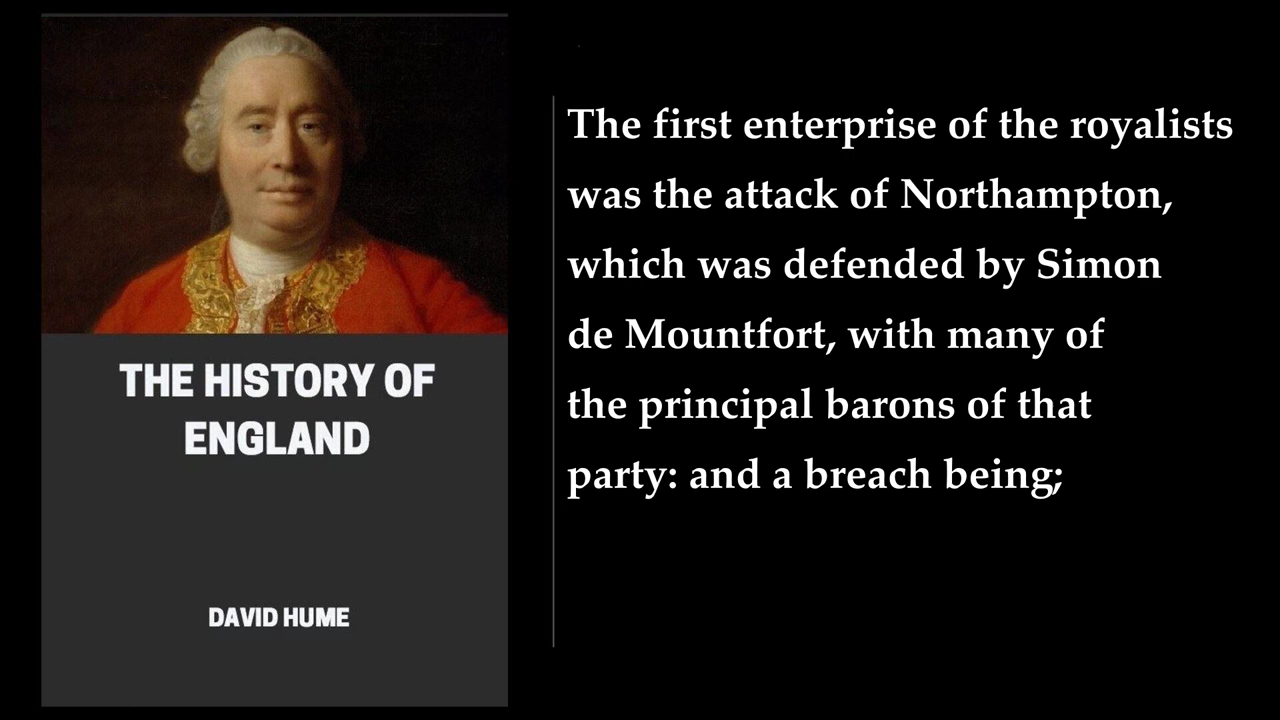 THE HISTORY OF
ENGLAND
DAVID HUME
The first enterprise of the royalists
was the attack of Northampton,
which was defended by Simon
de Mountfort, with many of
the principal barons of that
party: and a breach being;